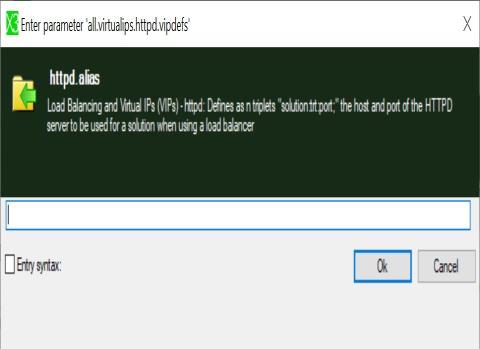 X3 Enter parameter 'all.virtualips.httpd.vipdefs' X
httpd.alias
Load Balancing and Virtual IPs (VIPs) - httpd: Defines as n triplets "solution:trt:port;" the host and port of the HTTPD
server to be used for a solution when using a load balancer
Entry syntax:
Ok
Cancel